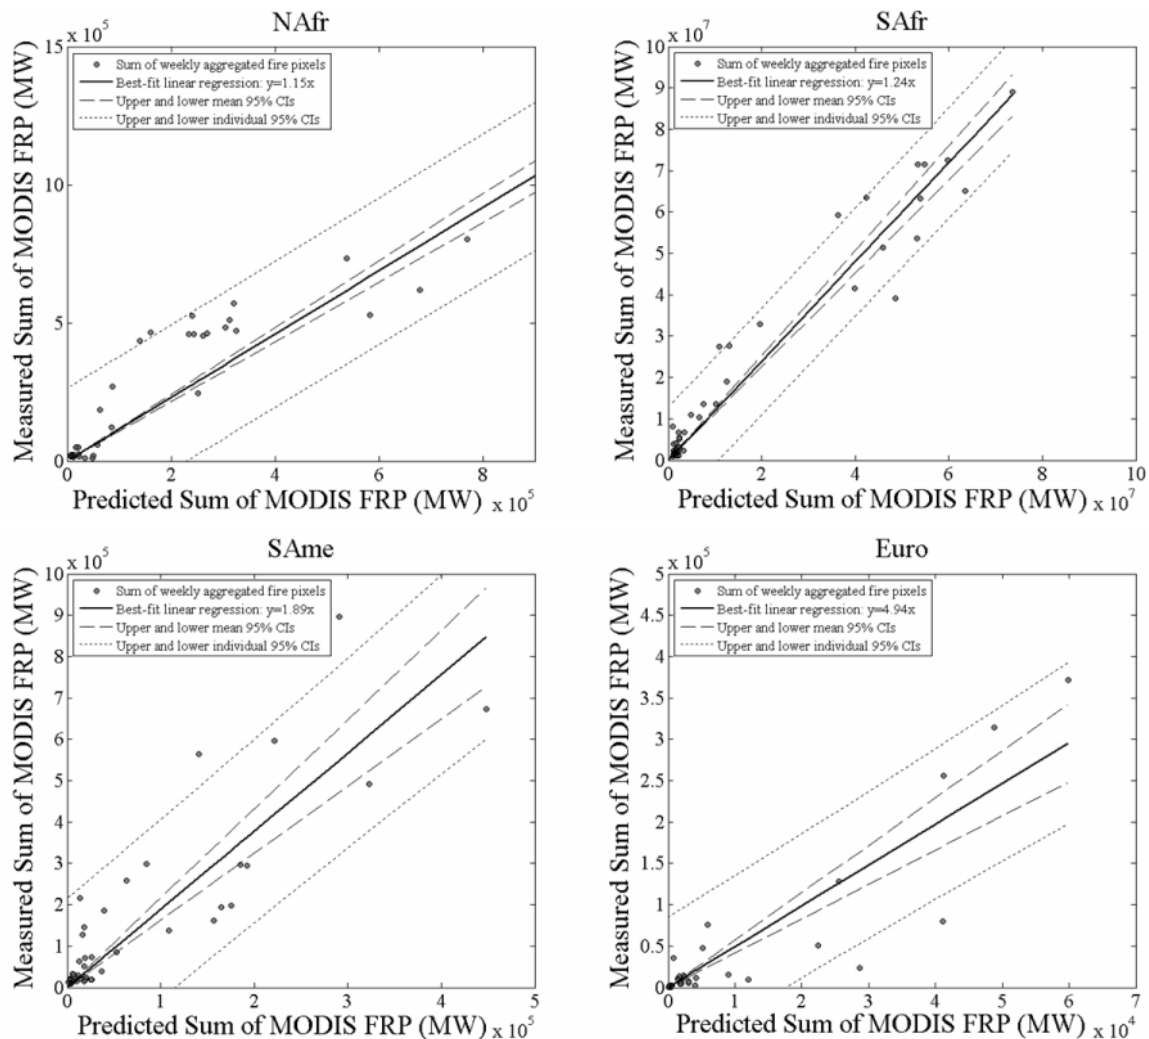 NAfr
15 x 10^5
Sum of weekly aggregated fire pixels
Best-fit linear regression: y=1.15x
Upper and lower mean 95% CIs
Upper and lower individual 95% CIs
10
5
0
0 2 4 6 8
Measured Sum of MODIS FRP (MW)
Predicted Sum of MODIS FRP (MW) x 10^5
SAfr
10 x 10^7
Sum of weekly aggregated fire pixels
Best-fit linear regression: y=1.24x
Upper and lower mean 95% CIs
Upper and lower individual 95% CIs
9
8
7
6
5
4
3
2
1
0
0 2 4 6 8 10
Measured Sum of MODIS FRP (MW)
Predicted Sum of MODIS FRP (MW) x 10^7
SAme
10 x 10^5
Sum of weekly aggregated fire pixels
Best-fit linear regression: y=1.89x
Upper and lower mean 95% CIs
Upper and lower individual 95% CIs
9
8
7
6
5
4
3
2
1
0
0 1 2 3 4 5
Measured Sum of MODIS FRP (MW)
Predicted Sum of MODIS FRP (MW) x 10^5
Euro
5 x 10^5
Sum of weekly aggregated fire pixels
Best-fit linear regression: y=4.94x
Upper and lower mean 95% CIs
Upper and lower individual 95% CIs
4.5
4
3.5
3
2.5
2
1.5
1
0.5
0
0 1 2 3 4 5 60 7
Measured Sum of MODIS FRP (MW)
Predicted Sum of MODIS FRP (MW) x 10^4